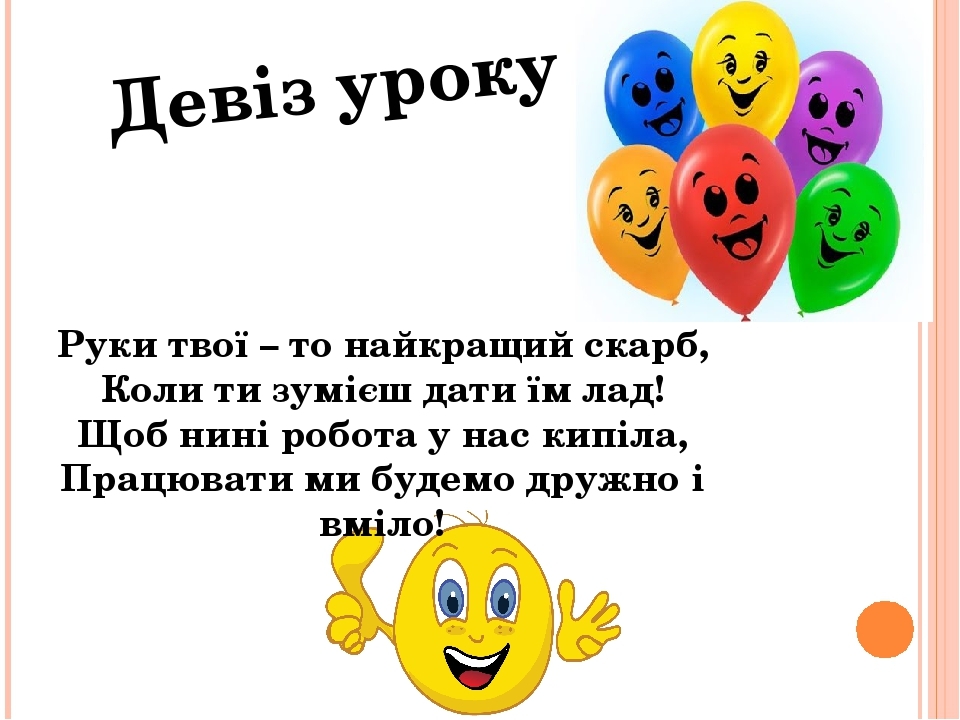 Девіз уроку
Руки твої – то найкращий скарб,
Коли ти зумієш дати їм лад!
Щоб нині робота у нас кипіла,
Працювати ми будемо дружно і
вміло!